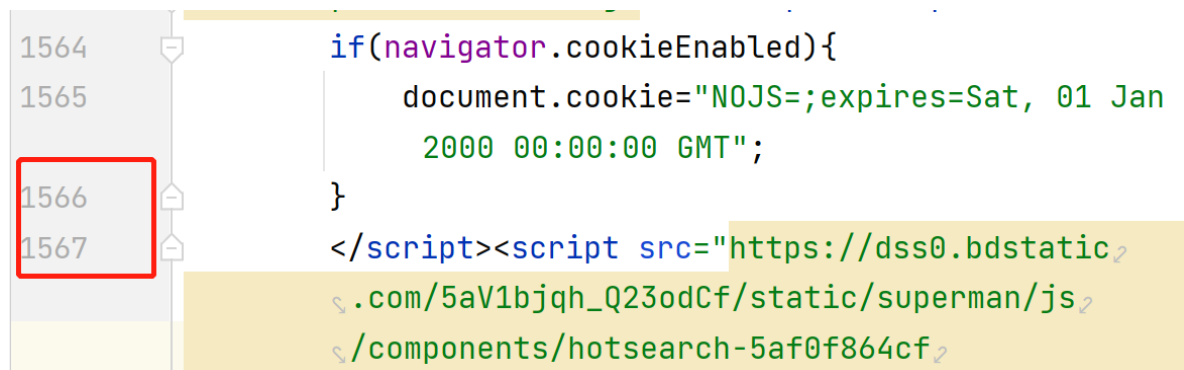 1564 if(navigator.cookieEnabled){
1565 document.cookie="NOJS=;expires=Sat, 01 Jan
2000 00:00:00 GMT";
1566 }
1567 </script><script src="https://dss0.bdstatic
.com/5aV1bjqh_Q23odCf/static/superman/js
/components/hotsearch-5af0f864cf